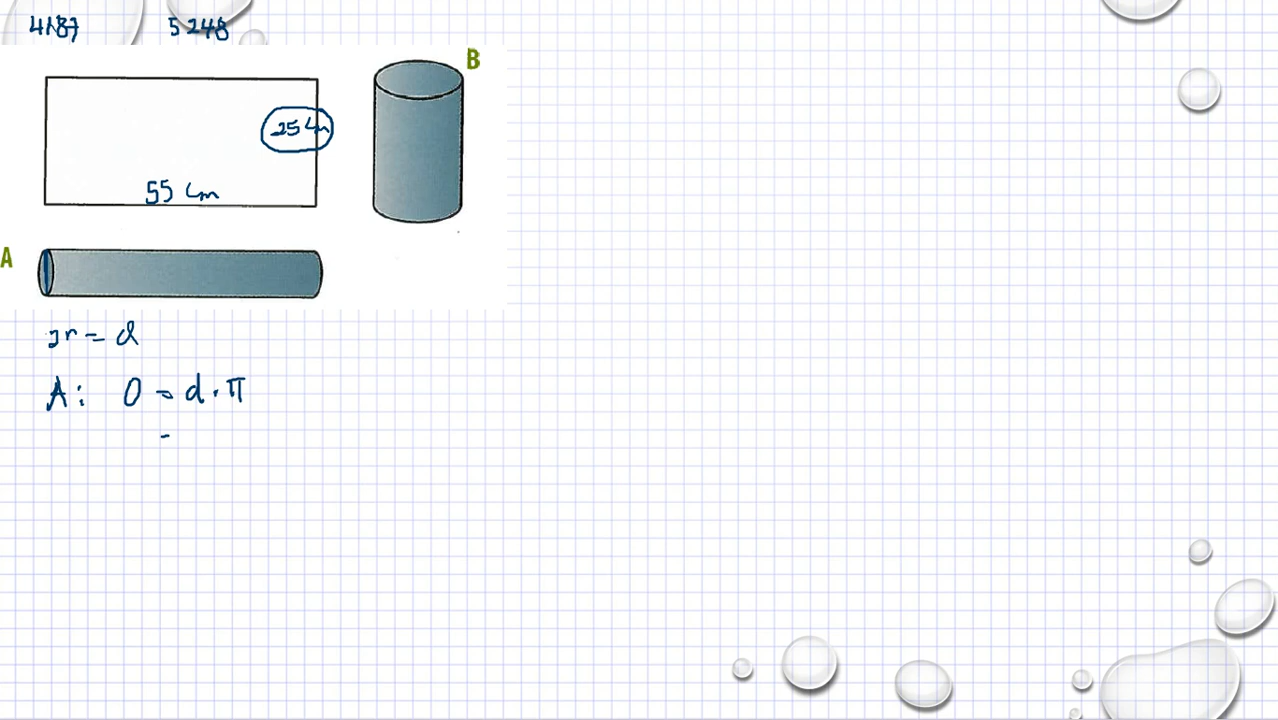 4187 5248
B
25 cm
55 cm
A
2r = d
A: O = d · π
=